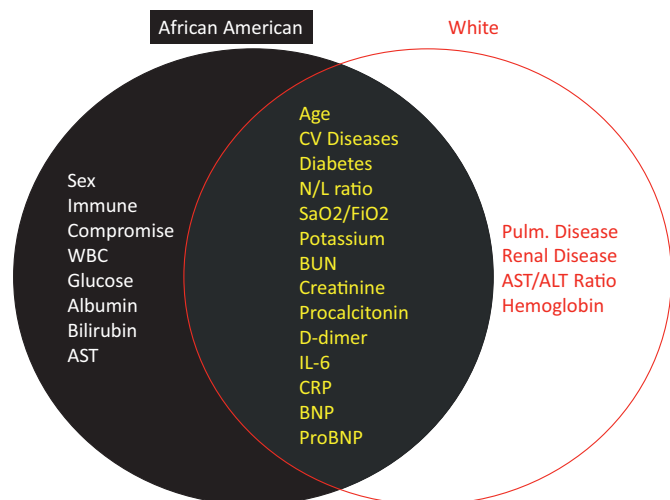 African American
White
Sex
Immune
Compromise
WBC
Glucose
Albumin
Bilirubin
AST
Age
CV Diseases
Diabetes
N/L ratio
SaO2/FiO2
Potassium
BUN
Creatinine
Procalcitonin
D-dimer
IL-6
CRP
BNP
ProBNP
Pulm. Disease
Renal Disease
AST/ALT Ratio
Hemoglobin